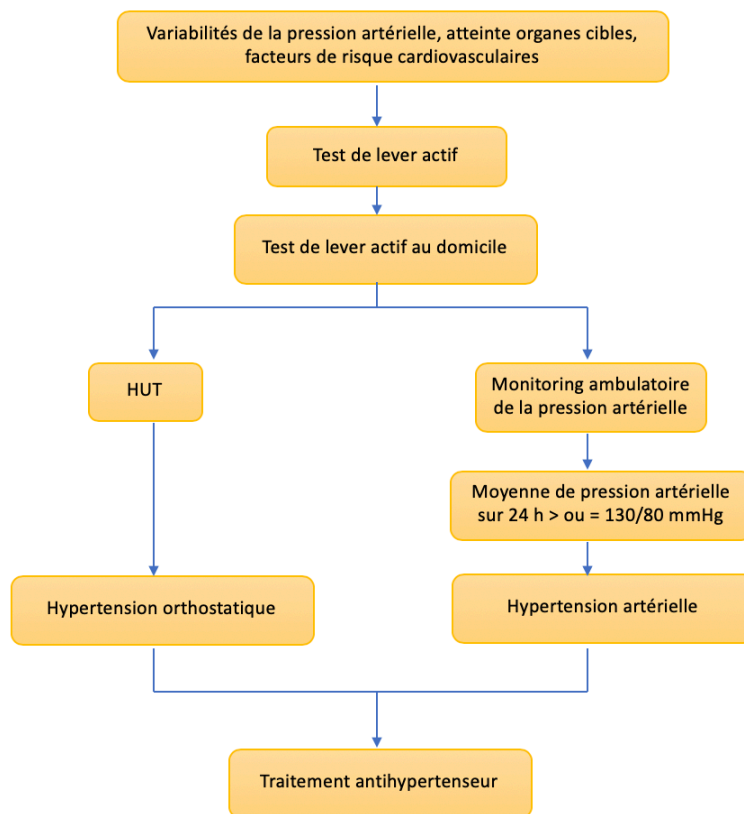 Variabilités de la pression artérielle, atteinte organes cibles,
facteurs de risque cardiovasculaires
Test de lever actif
Test de lever actif au domicile
HUT
Monitoring ambulatoire
de la pression artérielle
Moyenne de pression artérielle
sur 24 h > ou = 130/80 mmHg
Hypertension orthostatique
Hypertension artérielle
Traitement antihypertenseur